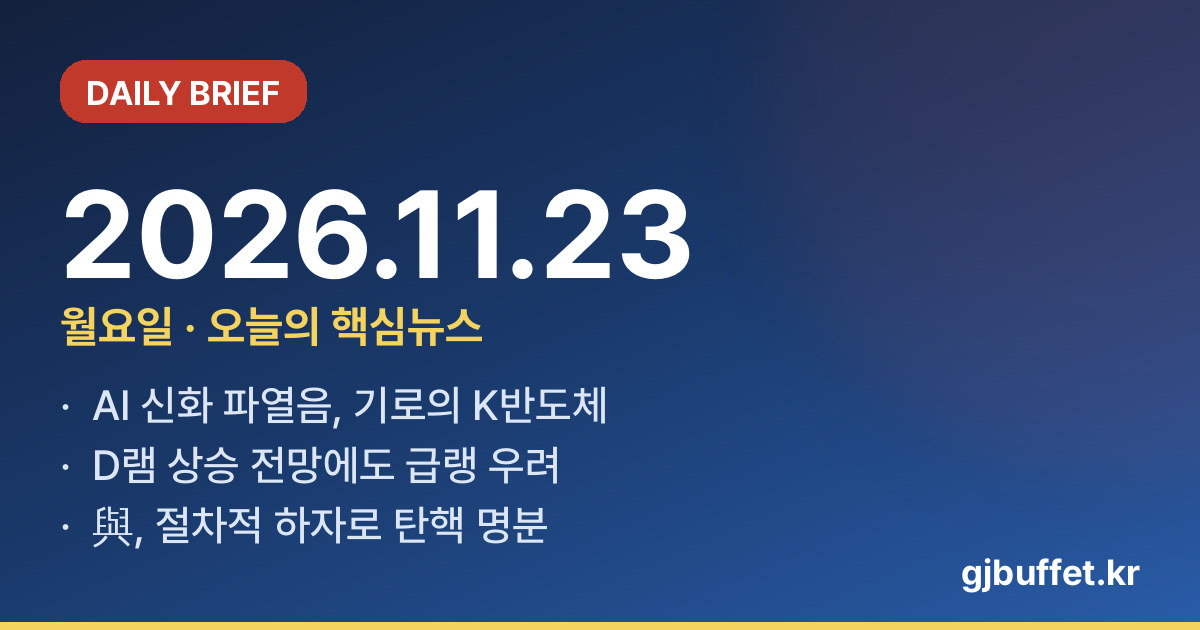 DAILY BRIEF
2026.11.23
월요일 · 오늘의 핵심뉴스
· AI 신화 파열음, 기로의 K반도체
· D램 상승 전망에도 급랭 우려
· 與, 절차적 하자로 탄핵 명분
gjbuffet.kr